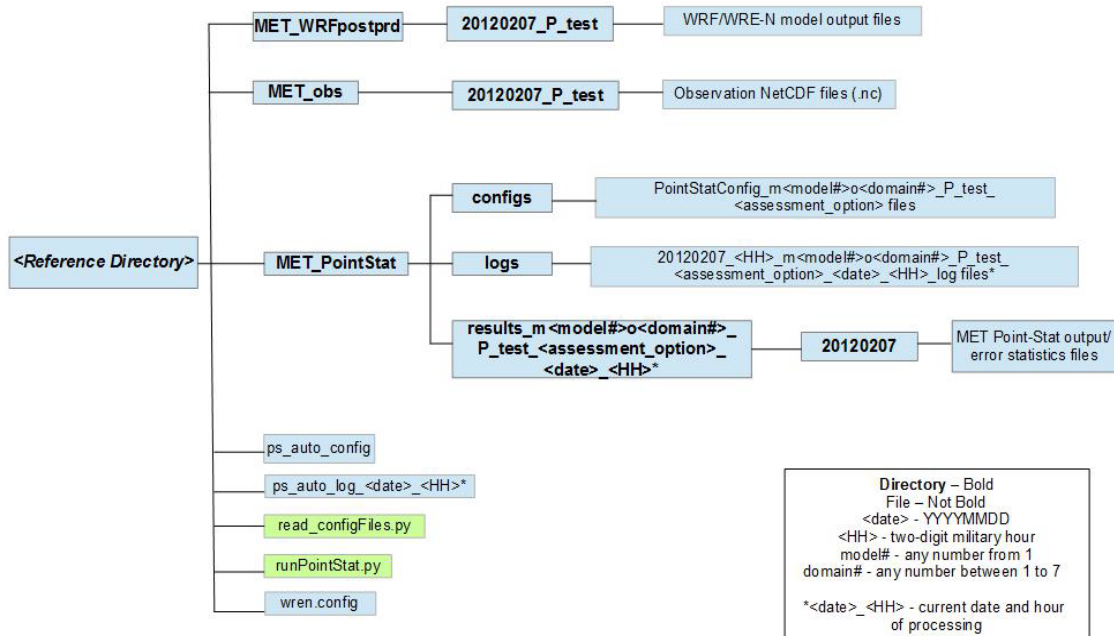 MET_WRFpostprd
20120207_P_test
WRF/WRE-N model output files
MET_obs
20120207_P_test
Observation NetCDF files (.nc)
<Reference Directory>
MET_PointStat
configs
PointStatConfig_m<model#>o<domain#>_P_test_
<assessment_option> files
logs
20120207_<HH>_m<model#>o<domain#>_P_test_
<assessment_option>_<date>_<HH>_log files*
results_m<model#>o<domain#>_
P_test_<assessment_option>_
<date>_<HH>*
20120207
MET Point-Stat output/
error statistics files
ps_auto_config
ps_auto_log_<date>_<HH>*
read_configFiles.py
runPointStat.py
wren.config
Directory – Bold
File – Not Bold
<date> - YYYYMMDD
<HH> - two-digit military hour
model# - any number from 1
domain# - any number between 1 to 7
*<date>_<HH> - current date and hour
of processing